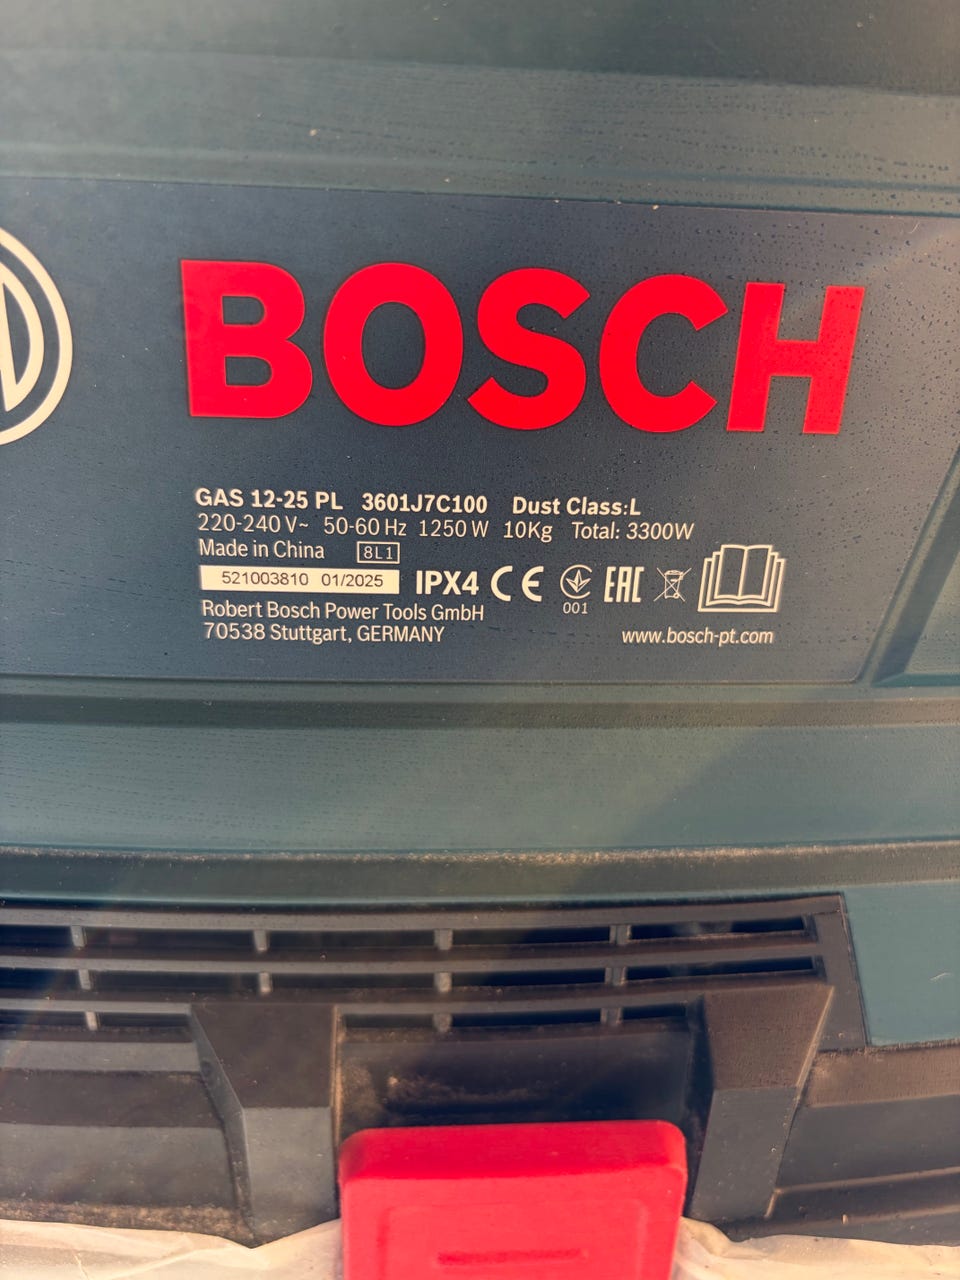 BOSCH
GAS 12-25 PL 3601J7C100 Dust Class:L
220-240 V~ 50-60 Hz 1250 W 10Kg Total: 3300W
Made in China 8L1
521003810 01/2025 IPX4 CE 001 EAC
Robert Bosch Power Tools GmbH
70538 Stuttgart, GERMANY www.bosch-pt.com